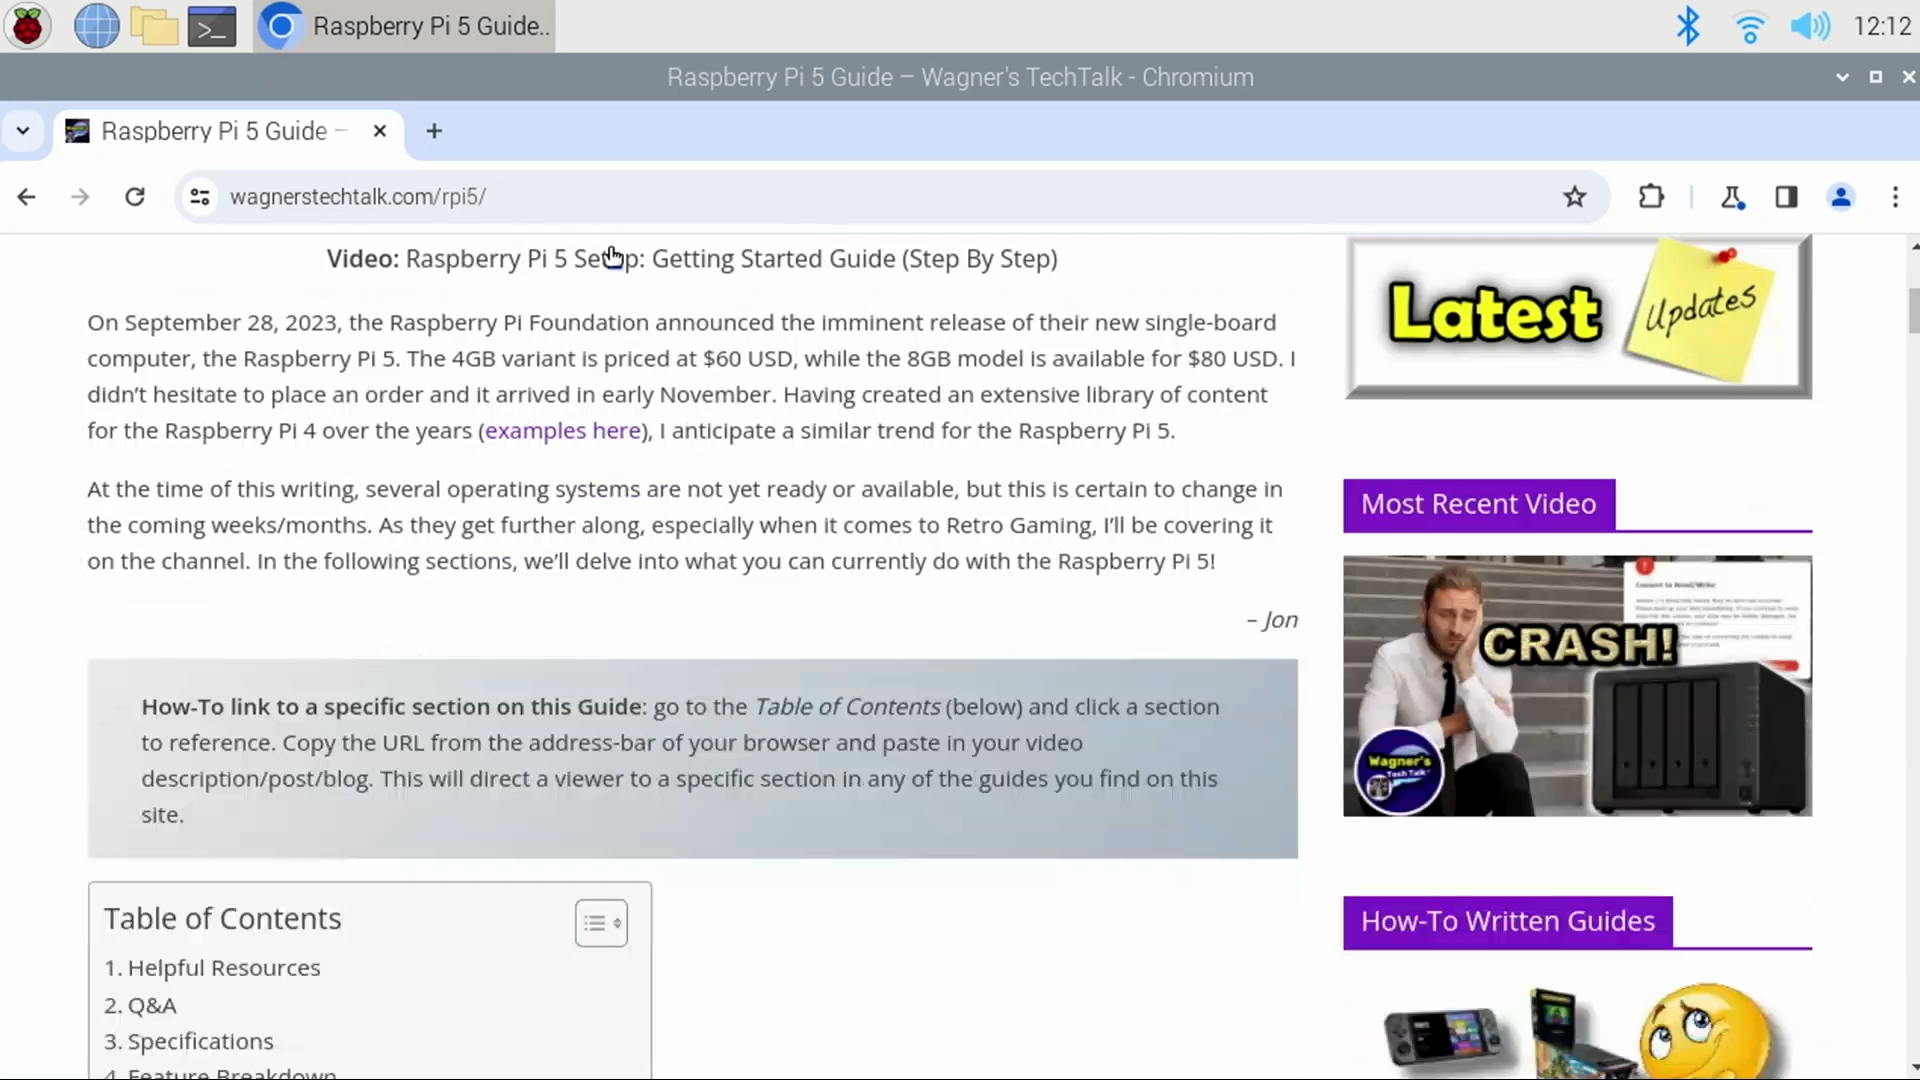 Raspberry Pi 5 Guide..
12:12
Raspberry Pi 5 Guide – Wagner's TechTalk - Chromium
Raspberry Pi 5 Guide –
wagnerstechtalk.com/rpi5/
Video: Raspberry Pi 5 Setup: Getting Started Guide (Step By Step)
On September 28, 2023, the Raspberry Pi Foundation announced the imminent release of their new single-board
computer, the Raspberry Pi 5. The 4GB variant is priced at $60 USD, while the 8GB model is available for $80 USD. I
didn’t hesitate to place an order and it arrived in early November. Having created an extensive library of content
for the Raspberry Pi 4 over the years (examples here), I anticipate a similar trend for the Raspberry Pi 5.
At the time of this writing, several operating systems are not yet ready or available, but this is certain to change in
the coming weeks/months. As they get further along, especially when it comes to Retro Gaming, I’ll be covering it
on the channel. In the following sections, we’ll delve into what you can currently do with the Raspberry Pi 5!
– Jon
How-To link to a specific section on this Guide: go to the Table of Contents (below) and click a section
to reference. Copy the URL from the address-bar of your browser and paste in your video
description/post/blog. This will direct a viewer to a specific section in any of the guides you find on this
site.
Table of Contents
1. Helpful Resources
2. Q&A
3. Specifications
4. Feature Breakdown
Latest
Updates
Most Recent Video
CRASH!
Wagner's
Tech Talk
How-To Written Guides